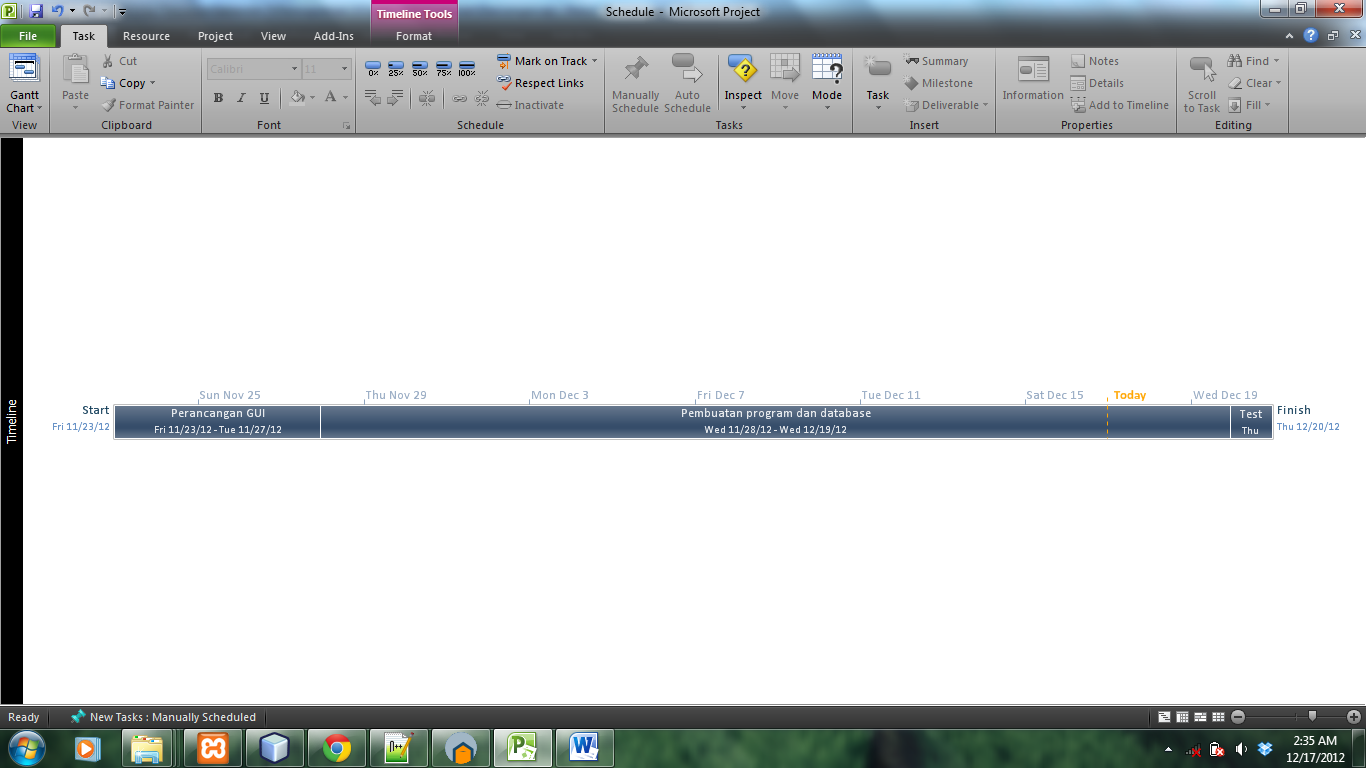 Timeline Tools
Schedule - Microsoft Project
File Task Resource Project View Add-Ins Format
Gantt Chart
View
Paste
Cut
Copy
Format Painter
Clipboard
Calibri 11
B I U A
Font
0% 25% 50% 75% 100%
Mark on Track
Respect Links
Inactivate
Schedule
Manually Schedule
Auto Schedule
Inspect
Move
Mode
Tasks
Task
Summary
Milestone
Deliverable
Insert
Information
Notes
Details
Add to Timeline
Properties
Scroll to Task
Find
Clear
Fill
Editing
Timeline
Sun Nov 25 Thu Nov 29 Mon Dec 3 Fri Dec 7 Tue Dec 11 Sat Dec 15 Today Wed Dec 19
Start
Fri 11/23/12
Perancangan GUI
Fri 11/23/12 - Tue 11/27/12
Pembuatan program dan database
Wed 11/28/12 - Wed 12/19/12
Test
Thu
Finish
Thu 12/20/12
Ready
New Tasks : Manually Scheduled
2:35 AM
12/17/2012